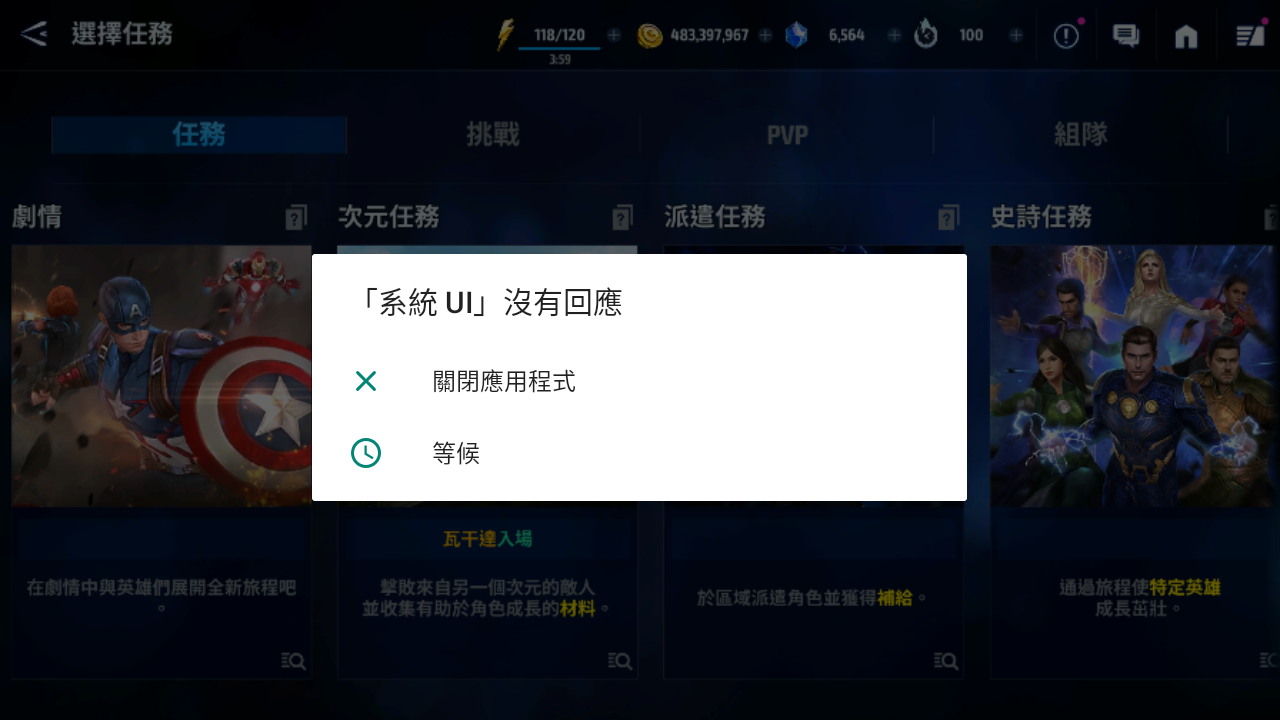 選擇任務
118/120
3:59
483,397,967
6,564
100
任務
挑戰
PVP
組隊
劇情
次元任務
派遣任務
史詩任務
「系統 UI」沒有回應
關閉應用程式
等候
在劇情中與英雄們展開全新旅程吧
。
瓦干達入場
擊敗來自另一個次元的敵人
並收集有助於角色成長的材料。
於區域派遣角色並獲得補給。
通過旅程使特定英雄
成長茁壯。